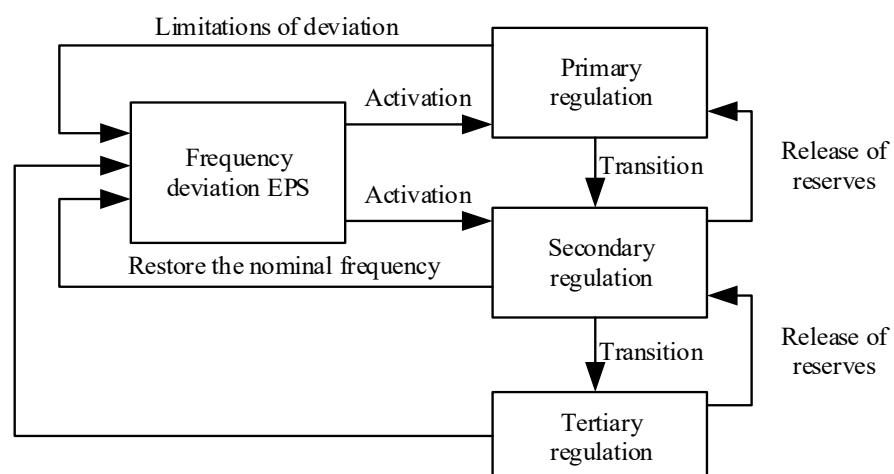 Limitations of deviation
Primary
regulation
Activation
Frequency
deviation EPS
Transition
Release of
reserves
Activation
Secondary
regulation
Restore the nominal frequency
Transition
Release of
reserves
Tertiary
regulation